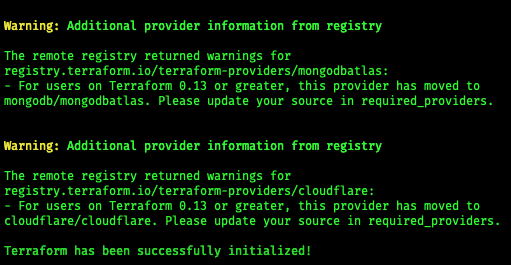 Warning: Additional provider information from registry
The remote registry returned warnings for
registry.terraform.io/terraform-providers/mongodbatlas:
- For users on Terraform 0.13 or greater, this provider has moved to
mongodb/mongodbatlas. Please update your source in required_providers.
Warning: Additional provider information from registry
The remote registry returned warnings for
registry.terraform.io/terraform-providers/cloudflare:
- For users on Terraform 0.13 or greater, this provider has moved to
cloudflare/cloudflare. Please update your source in required_providers.
Terraform has been successfully initialized!